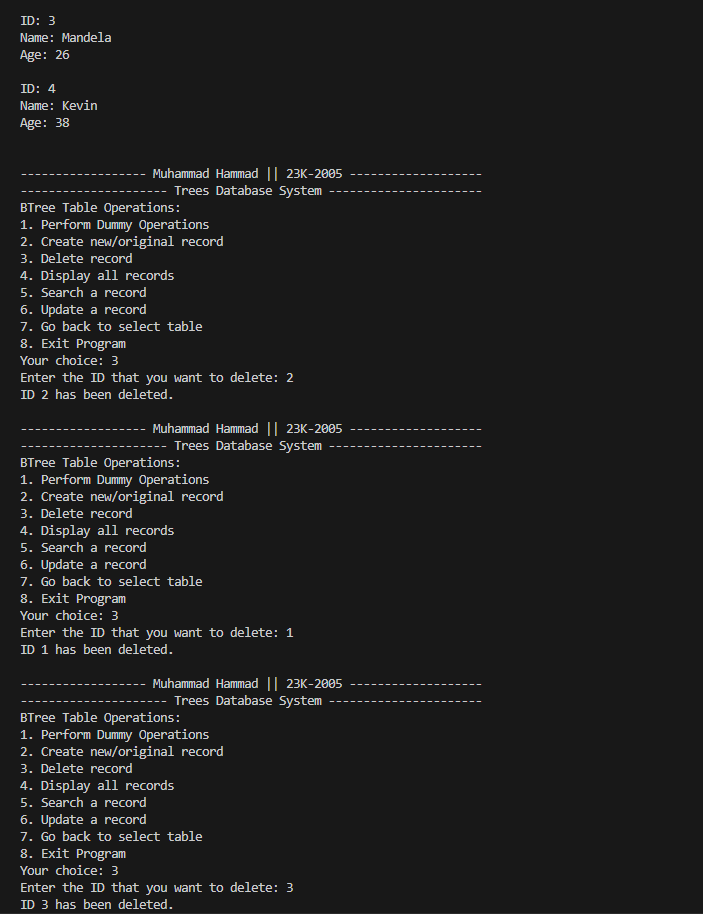 ID: 3
Name: Mandela
Age: 26
ID: 4
Name: Kevin
Age: 38
------------------ Muhammad Hammad || 23K-2005 -------------------
--------------------- Trees Database System ----------------------
BTree Table Operations:
1. Perform Dummy Operations
2. Create new/original record
3. Delete record
4. Display all records
5. Search a record
6. Update a record
7. Go back to select table
8. Exit Program
Your choice: 3
Enter the ID that you want to delete: 2
ID 2 has been deleted.
------------------ Muhammad Hammad || 23K-2005 -------------------
--------------------- Trees Database System ----------------------
BTree Table Operations:
1. Perform Dummy Operations
2. Create new/original record
3. Delete record
4. Display all records
5. Search a record
6. Update a record
7. Go back to select table
8. Exit Program
Your choice: 3
Enter the ID that you want to delete: 1
ID 1 has been deleted.
------------------ Muhammad Hammad || 23K-2005 -------------------
--------------------- Trees Database System ----------------------
BTree Table Operations:
1. Perform Dummy Operations
2. Create new/original record
3. Delete record
4. Display all records
5. Search a record
6. Update a record
7. Go back to select table
8. Exit Program
Your choice: 3
Enter the ID that you want to delete: 3
ID 3 has been deleted.